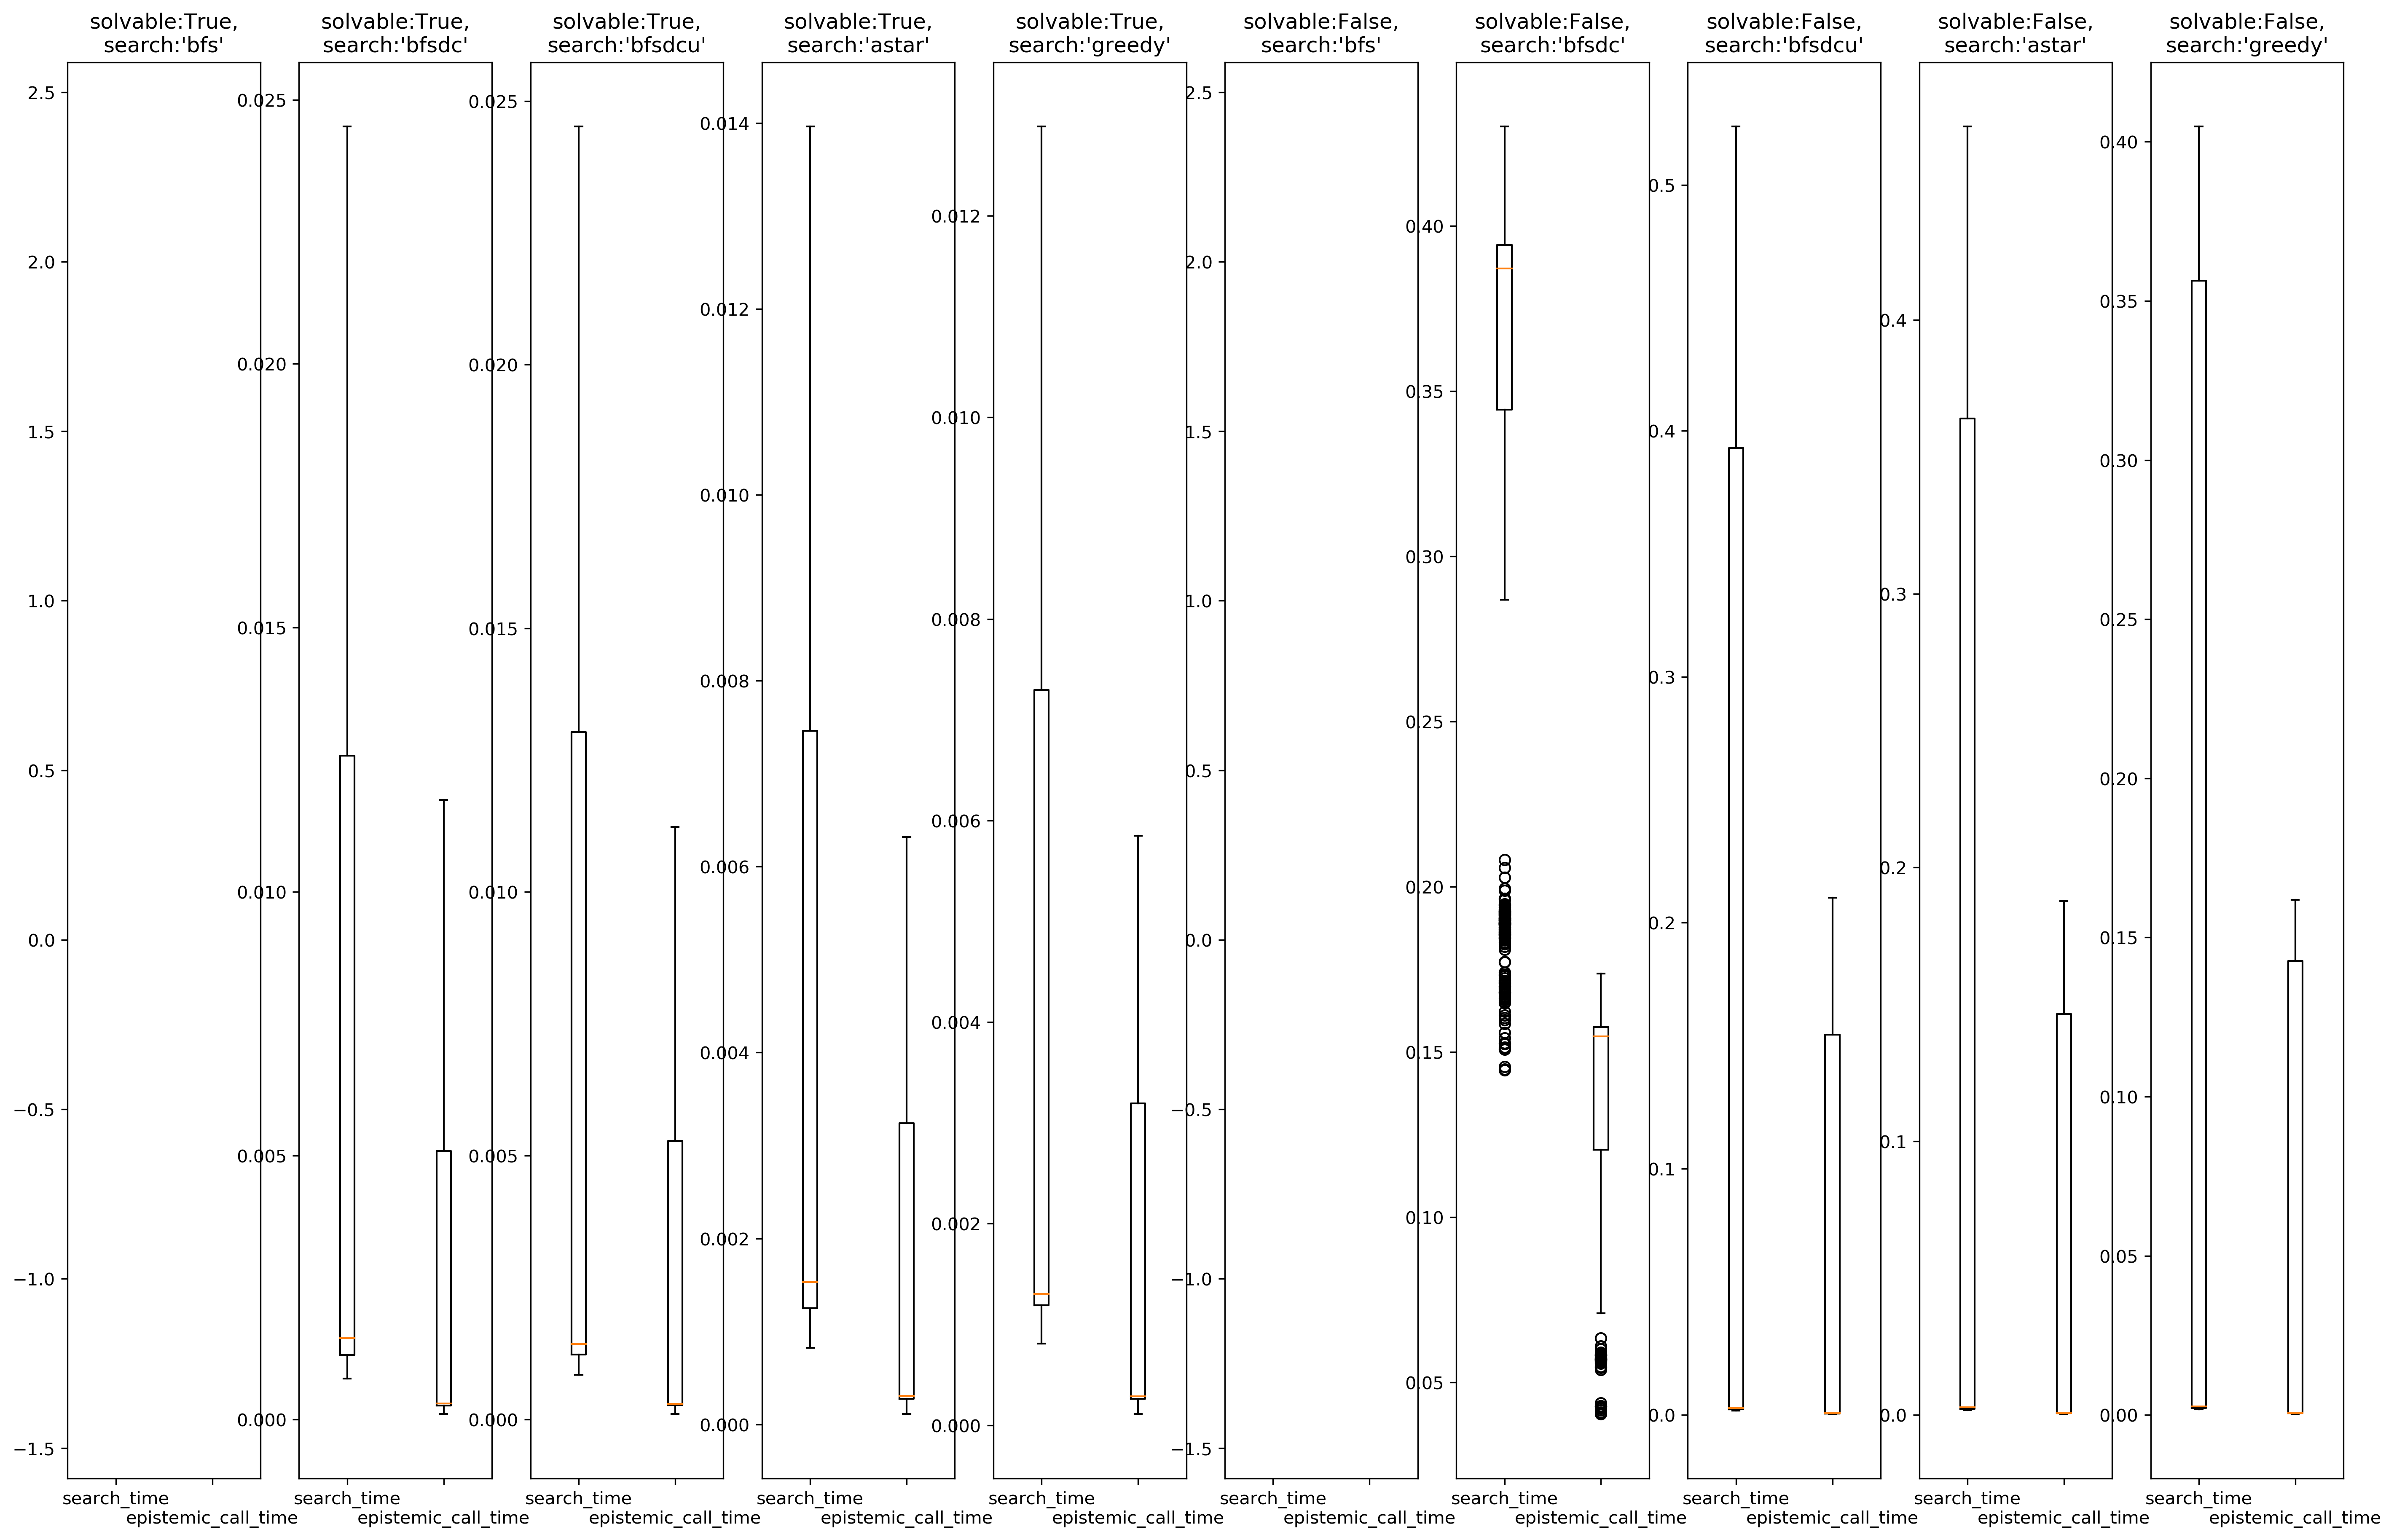 solvable:True,
search:'bfs'
solvable:True,
search:'bfsdc'
solvable:True,
search:'bfsdcu'
solvable:True,
search:'astar'
solvable:True,
search:'greedy'
solvable:False,
search:'bfs'
solvable:False,
search:'bfsdc'
solvable:False,
search:'bfsdcu'
solvable:False,
search:'astar'
solvable:False,
search:'greedy'
2.5
2.0
1.5
1.0
0.5
0.0
−0.5
−1.0
−1.5
search_time
epistemic_call_time
0.025
0.020
0.015
0.010
0.005
0.000
search_time
epistemic_call_time
0.025
0.020
0.015
0.010
0.005
0.000
search_time
epistemic_call_time
0.014
0.012
0.010
0.008
0.006
0.004
0.002
0.000
search_time
epistemic_call_time
0.012
0.010
0.008
0.006
0.004
0.002
0.000
search_time
epistemic_call_time
2.5
2.0
1.5
1.0
0.5
0.0
−0.5
−1.0
−1.5
search_time
epistemic_call_time
0.40
0.35
0.30
0.25
0.20
0.15
0.10
0.05
search_time
epistemic_call_time
0.5
0.4
0.3
0.2
0.1
0.0
search_time
epistemic_call_time
0.4
0.3
0.2
0.1
0.0
search_time
epistemic_call_time
0.40
0.35
0.30
0.25
0.20
0.15
0.10
0.05
0.00
search_time
epistemic_call_time